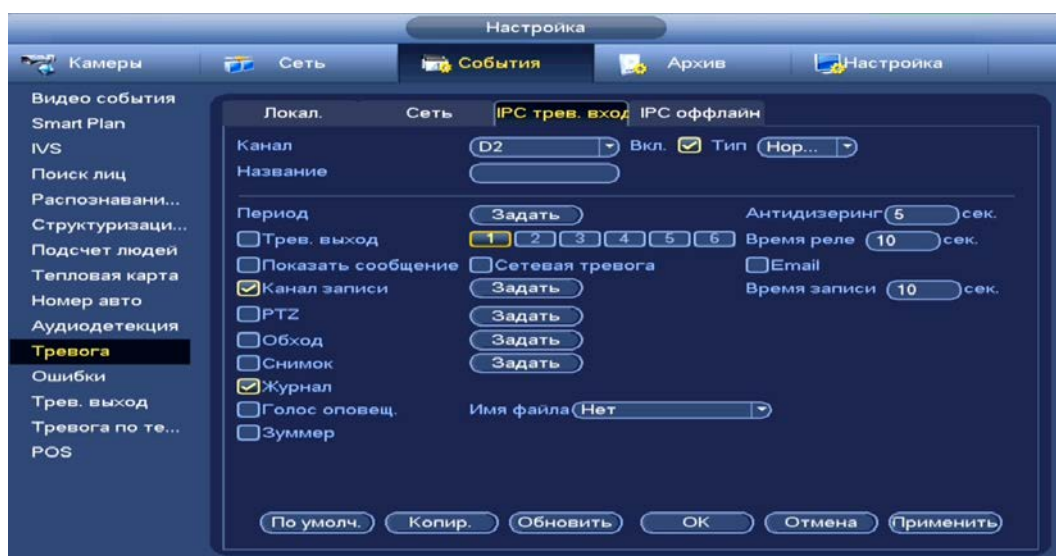 Настройка
Камеры Сеть События Архив Настройка
Видео события
Smart Plan
IVS
Поиск лиц
Распознавани...
Структуризаци...
Подсчет людей
Тепловая карта
Номер авто
Аудиодетекция
Тревога
Ошибки
Трев. выход
Тревога по те...
POS
Локал. Сеть IPC трев. вход IPC оффлайн
Канал D2 Вкл. Тип Нор...
Название
Период Задать Антидизеринг 5 сек.
Трев. выход 1 2 3 4 5 6 Время реле 10 сек.
Показать сообщение Сетевая тревога Email
Канал записи Задать Время записи 10 сек.
PTZ Задать
Обход Задать
Снимок Задать
Журнал
Голос оповещ. Имя файла Нет
Зуммер
По умолч. Копир. Обновить OK Отмена Применить